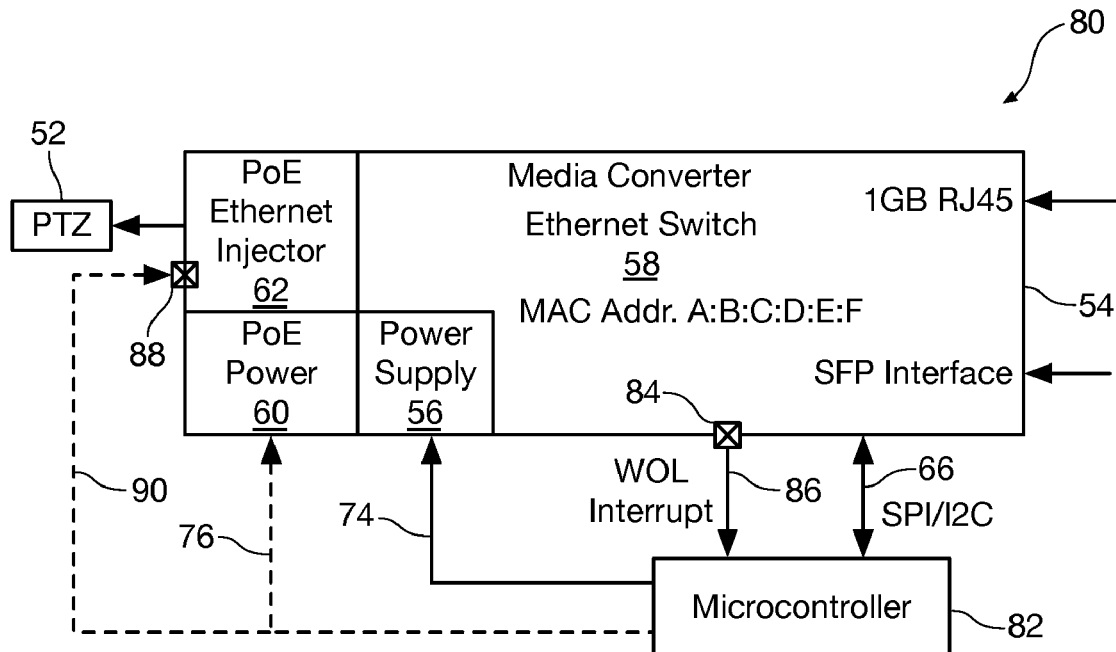 80
52
PTZ
PoE
Ethernet
Injector
62
Media Converter
Ethernet Switch
58
MAC Addr. A:B:C:D:E:F
1GB RJ45
54
SFP Interface
88
PoE
Power
60
Power
Supply
56
84
WOL
Interrupt
86
66
SPI/I2C
90
76
74
Microcontroller
82